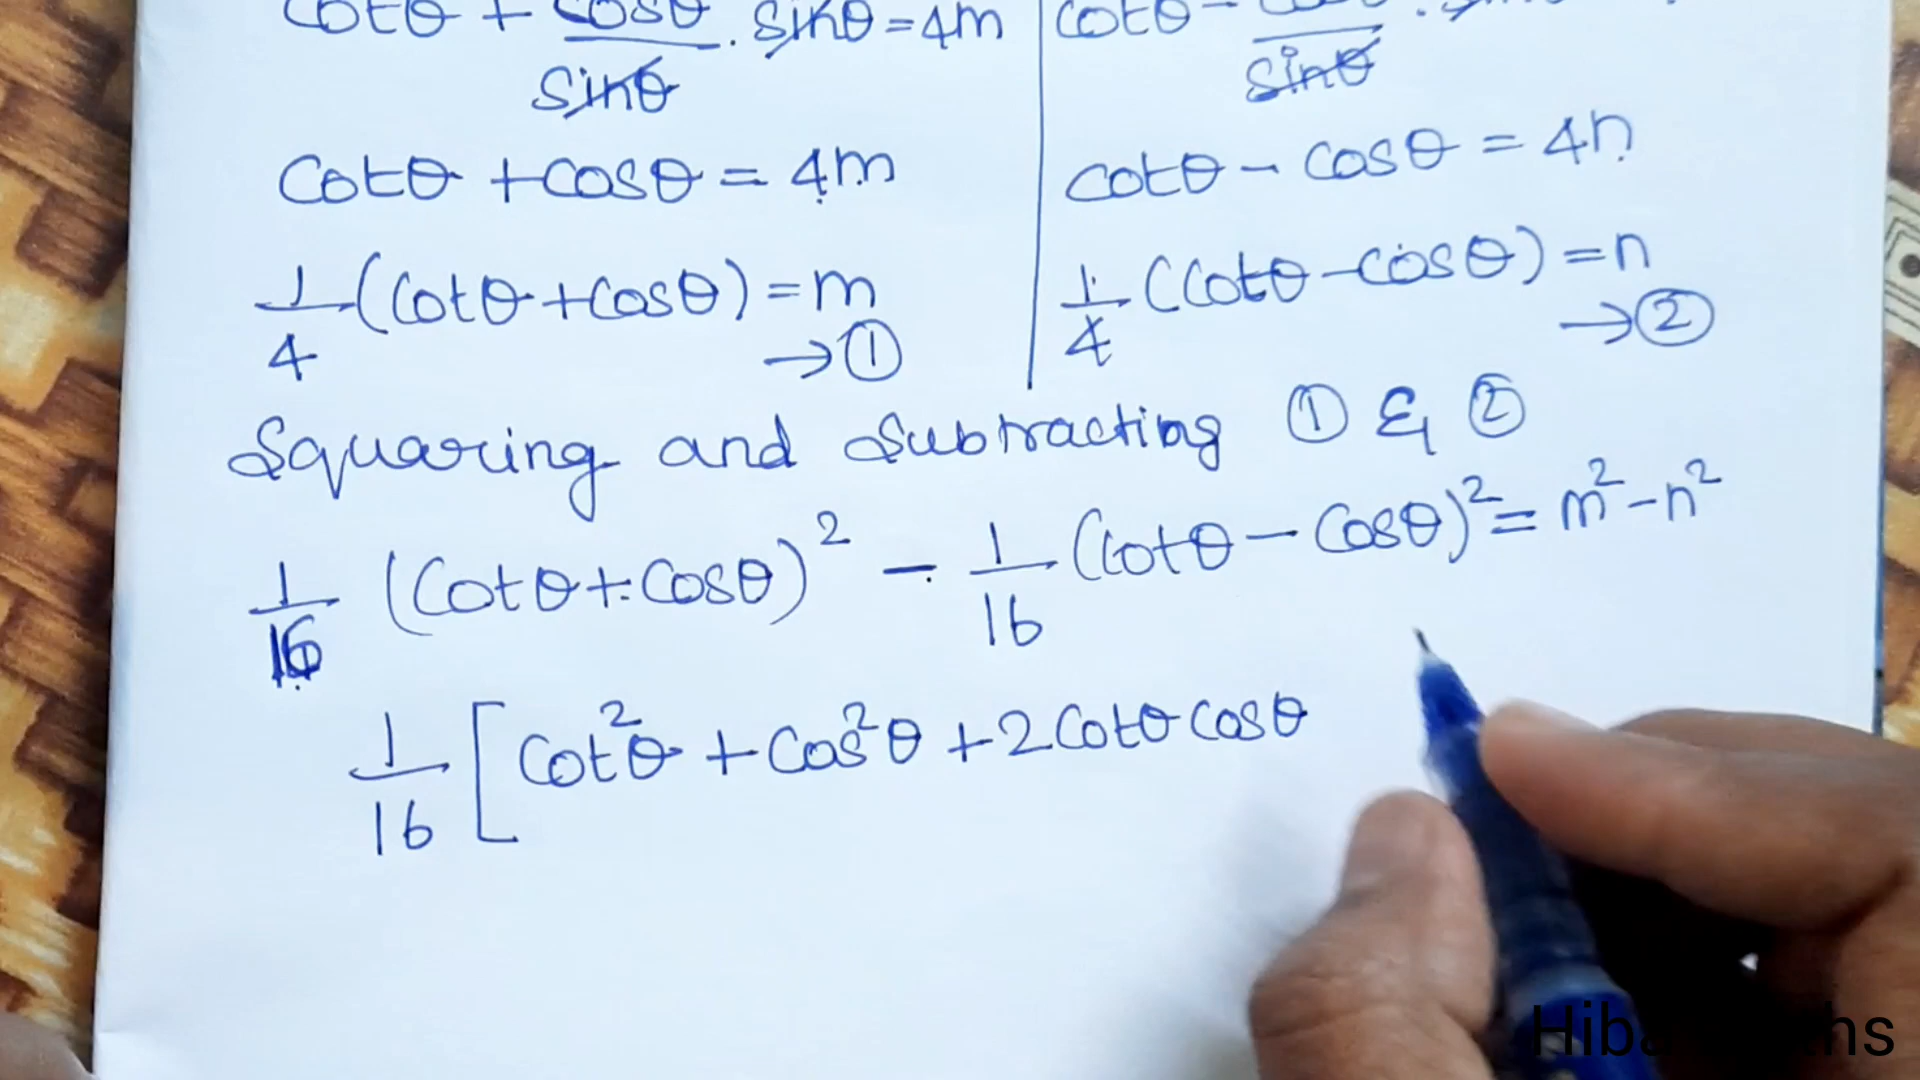 cotθ + cosθ/sinθ . sinθ = 4m
cotθ -
sinθ
cotθ + cosθ = 4m
cotθ - cosθ = 4n
1/4 (cotθ + cosθ) = m
→ ①
1/4 (cotθ - cosθ) = n
→ ②
Squaring and Subtracting ① & ②
1/16 (cotθ + cosθ)² - 1/16 (cotθ - cosθ)² = m² - n²
1/16 [cot²θ + cos²θ + 2cotθ cosθ